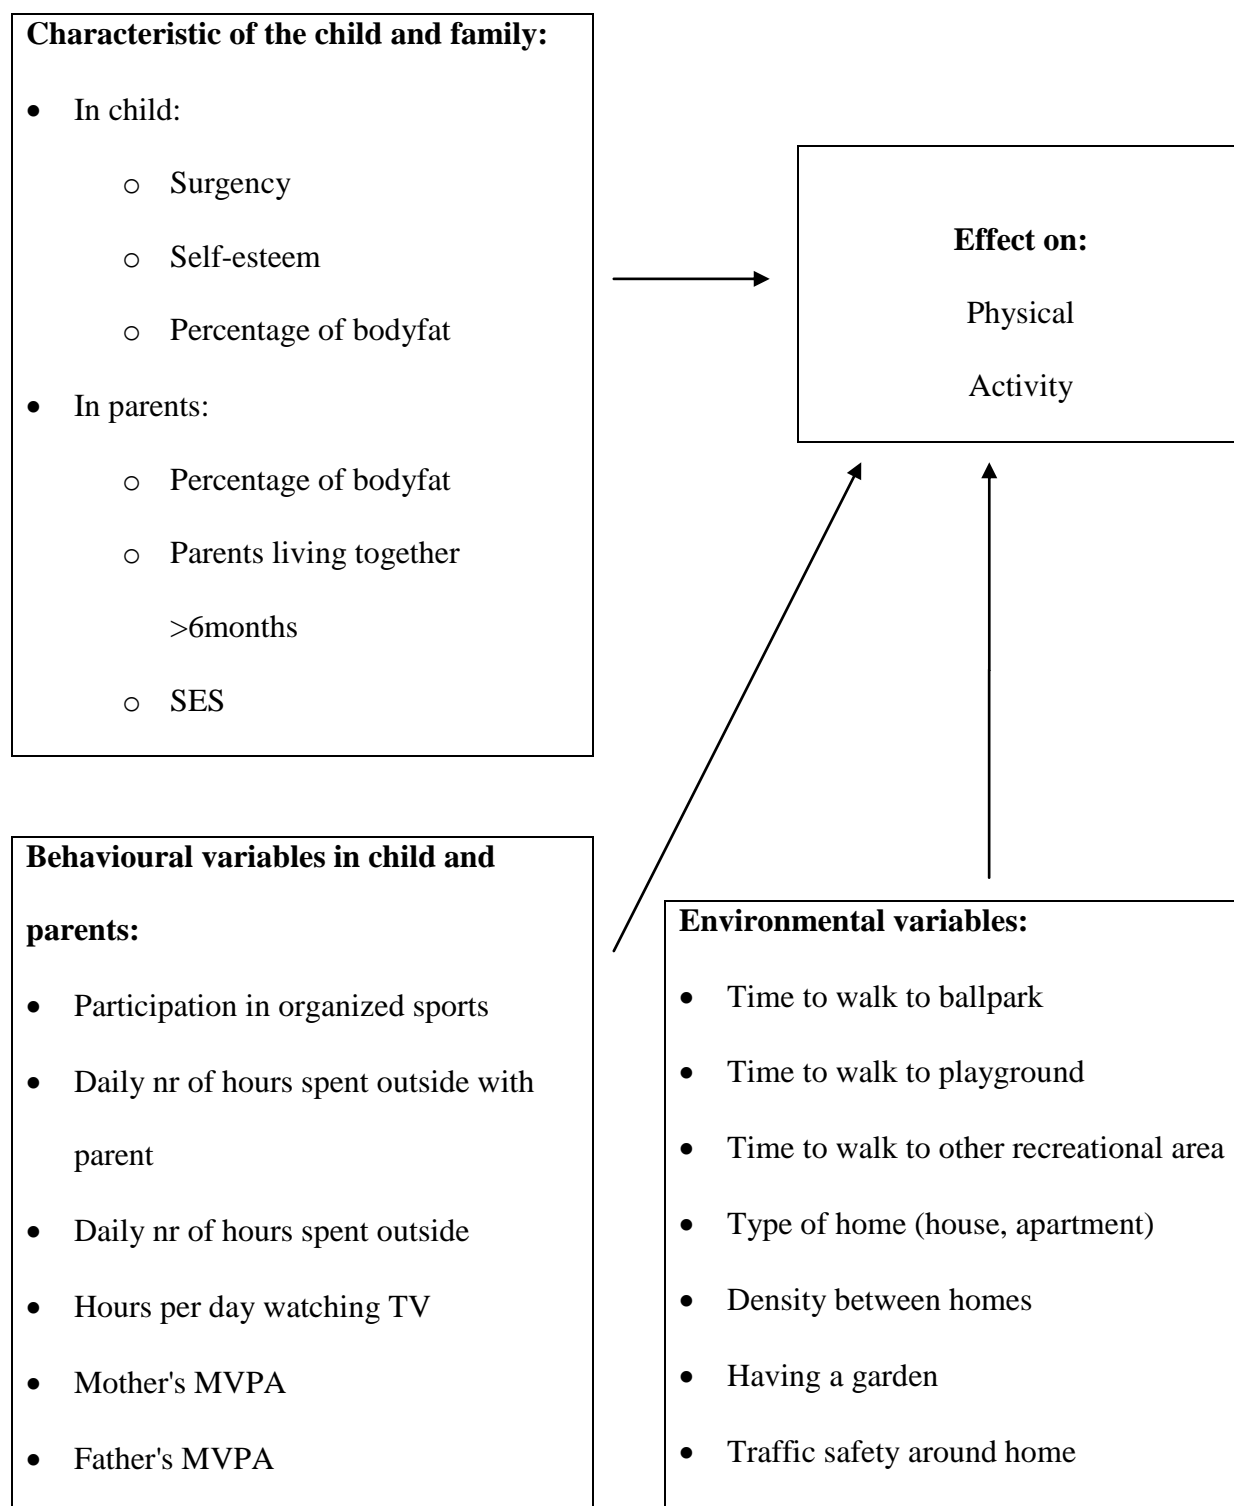 Characteristic of the child and family:
• In child:
o Surgency
o Self-esteem
o Percentage of bodyfat
• In parents:
o Percentage of bodyfat
o Parents living together
>6months
o SES
Effect on:
Physical
Activity
Behavioural variables in child and
parents:
• Participation in organized sports
• Daily nr of hours spent outside with
parent
• Daily nr of hours spent outside
• Hours per day watching TV
• Mother's MVPA
• Father's MVPA
Environmental variables:
• Time to walk to ballpark
• Time to walk to playground
• Time to walk to other recreational area
• Type of home (house, apartment)
• Density between homes
• Having a garden
• Traffic safety around home